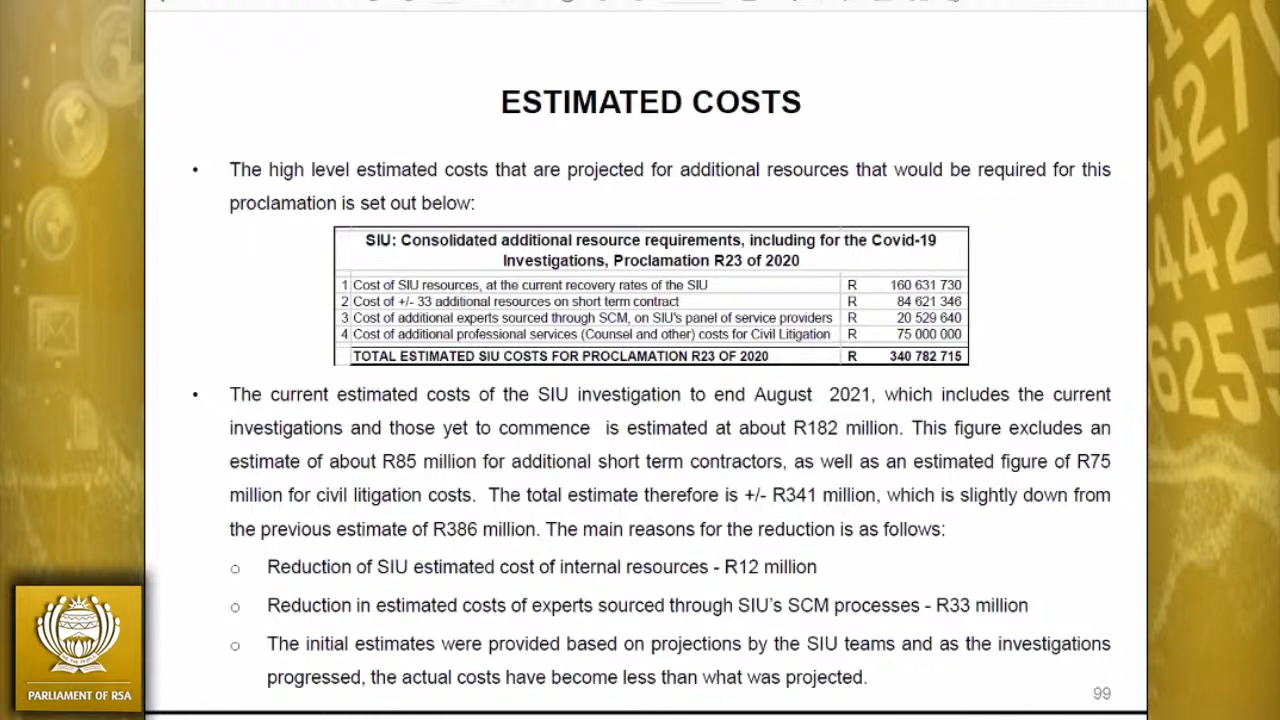 ESTIMATED COSTS
• The high level estimated costs that are projected for additional resources that would be required for this
proclamation is set out below:
SIU: Consolidated additional resource requirements, including for the Covid-19
Investigations, Proclamation R23 of 2020
1 Cost of SIU resources, at the current recovery rates of the SIU R 160 631 730
2 Cost of +/- 33 additional resources on short term contract R 84 621 346
3 Cost of additional experts sourced through SCM, on SIU's panel of service providers R 20 529 640
4 Cost of additional professional services (Counsel and other) costs for Civil Litigation R 75 000 000
TOTAL ESTIMATED SIU COSTS FOR PROCLAMATION R23 OF 2020 R 340 782 715
• The current estimated costs of the SIU investigation to end August 2021, which includes the current
investigations and those yet to commence is estimated at about R182 million. This figure excludes an
estimate of about R85 million for additional short term contractors, as well as an estimated figure of R75
million for civil litigation costs. The total estimate therefore is +/- R341 million, which is slightly down from
the previous estimate of R386 million. The main reasons for the reduction is as follows:
o Reduction of SIU estimated cost of internal resources - R12 million
o Reduction in estimated costs of experts sourced through SIU's SCM processes - R33 million
o The initial estimates were provided based on projections by the SIU teams and as the investigations
progressed, the actual costs have become less than what was projected.
99
PARLIAMENT OF RSA